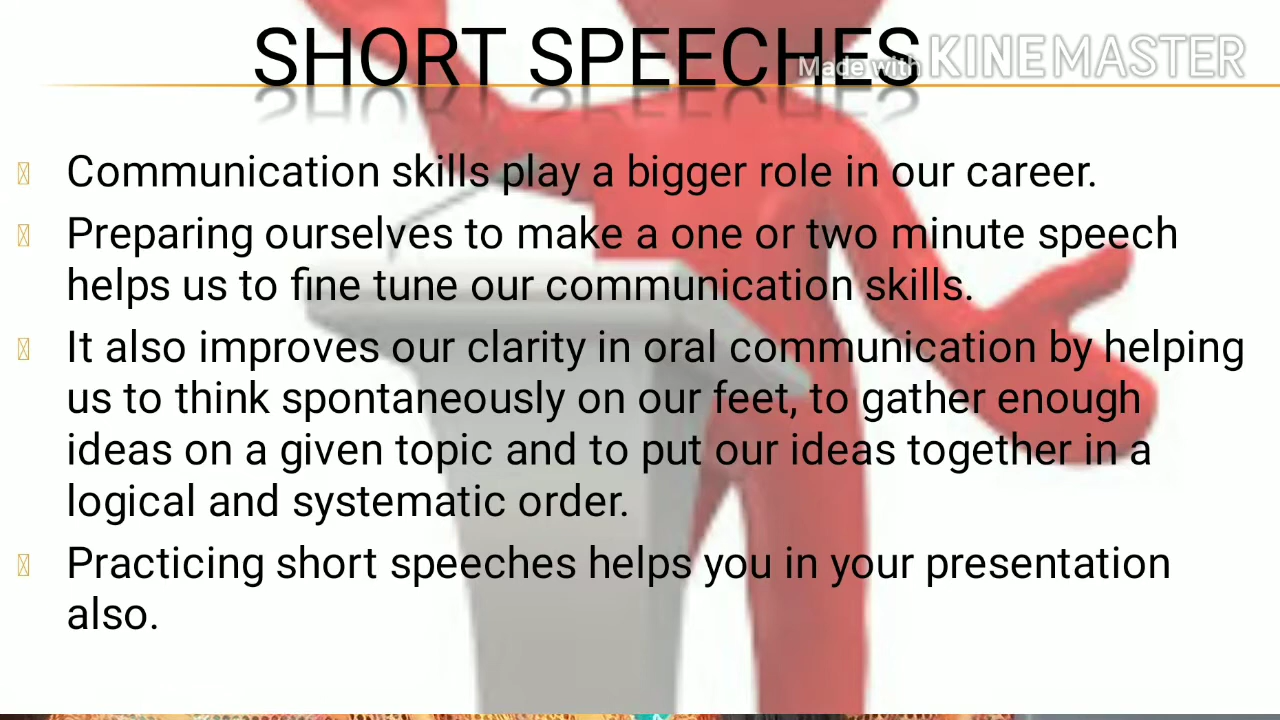 SHORT SPEECHES
Made with KINEMASTER
Communication skills play a bigger role in our career.
Preparing ourselves to make a one or two minute speech
helps us to fine tune our communication skills.
It also improves our clarity in oral communication by helping
us to think spontaneously on our feet, to gather enough
ideas on a given topic and to put our ideas together in a
logical and systematic order.
Practicing short speeches helps you in your presentation
also.